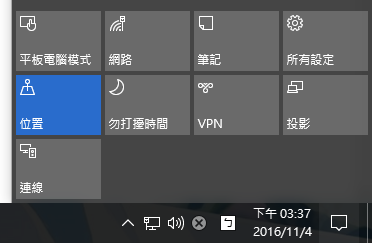 平板電腦模式 網路 筆記 所有設定
位置 勿打擾時間 VPN 投影
連線
ㄅ 下午 03:37
2016/11/4